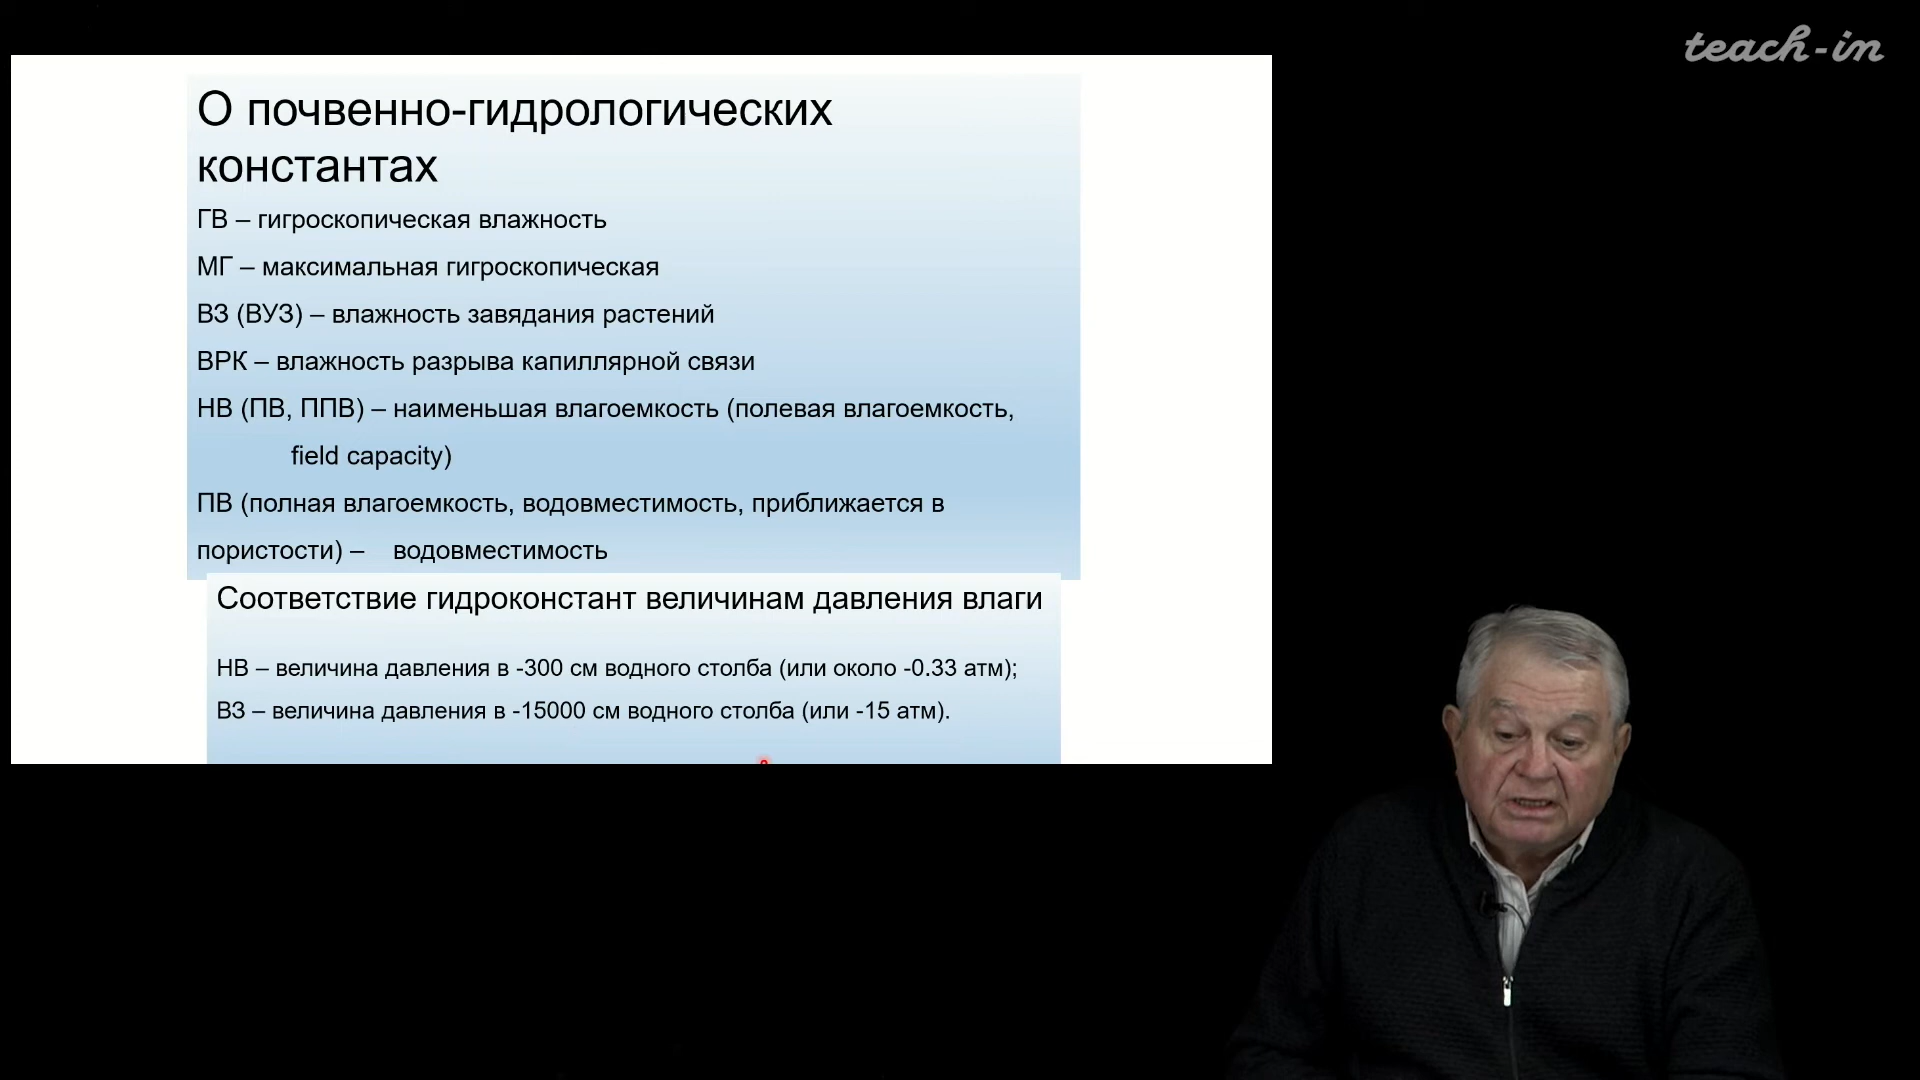 teach-in
О почвенно-гидрологических
константах
ГВ – гигроскопическая влажность
МГ – максимальная гигроскопическая
ВЗ (ВУЗ) – влажность завядания растений
ВРК – влажность разрыва капиллярной связи
НВ (ПВ, ППВ) – наименьшая влагоемкость (полевая влагоемкость,
field capacity)
ПВ (полная влагоемкость, водовместимость, приближается в
пористости) – водовместимость
Соответствие гидроконстант величинам давления влаги
НВ – величина давления в -300 см водного столба (или около -0.33 атм);
ВЗ – величина давления в -15000 см водного столба (или -15 атм).